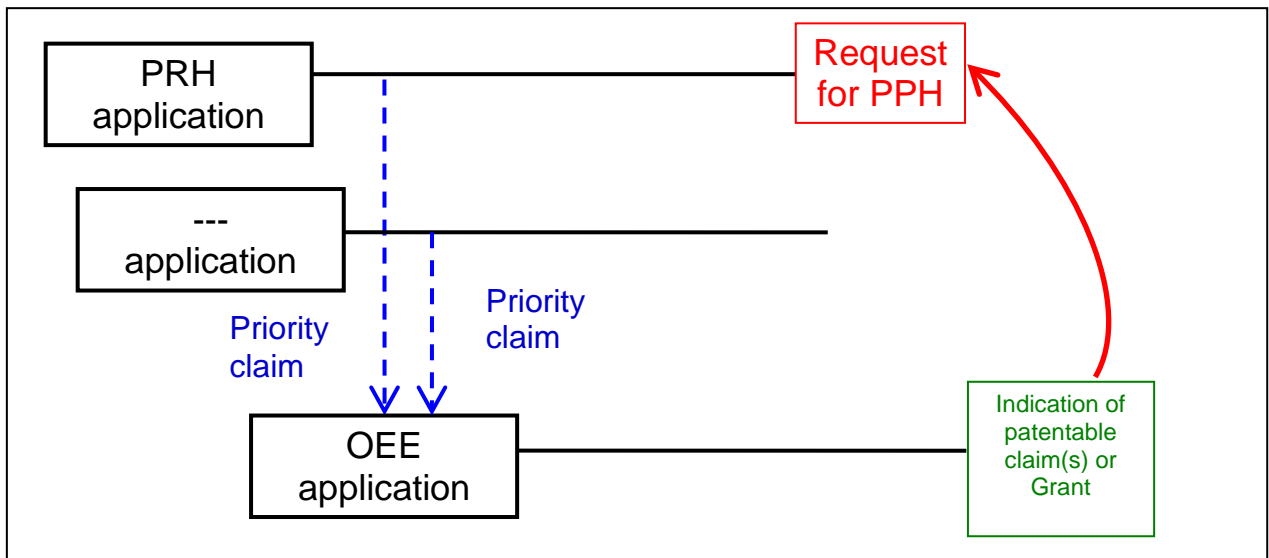 PRH
application
Request
for PPH
---
application
Priority
claim
Priority
claim
OEE
application
Indication of
patentable
claim(s) or
Grant